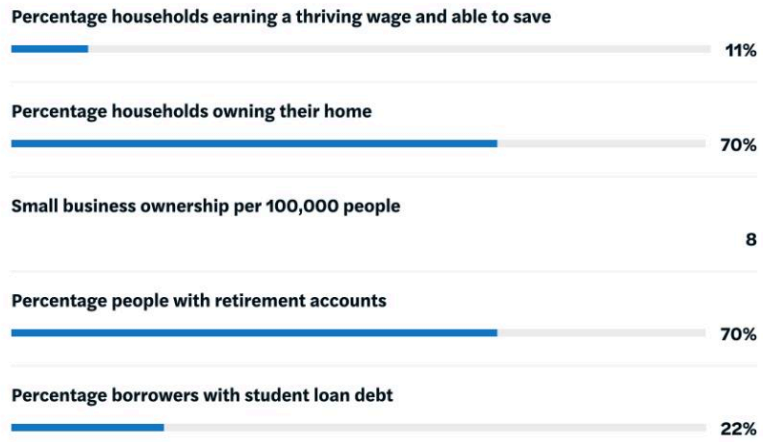 Percentage households earning a thriving wage and able to save
11%
Percentage households owning their home
70%
Small business ownership per 100,000 people
8
Percentage people with retirement accounts
70%
Percentage borrowers with student loan debt
22%